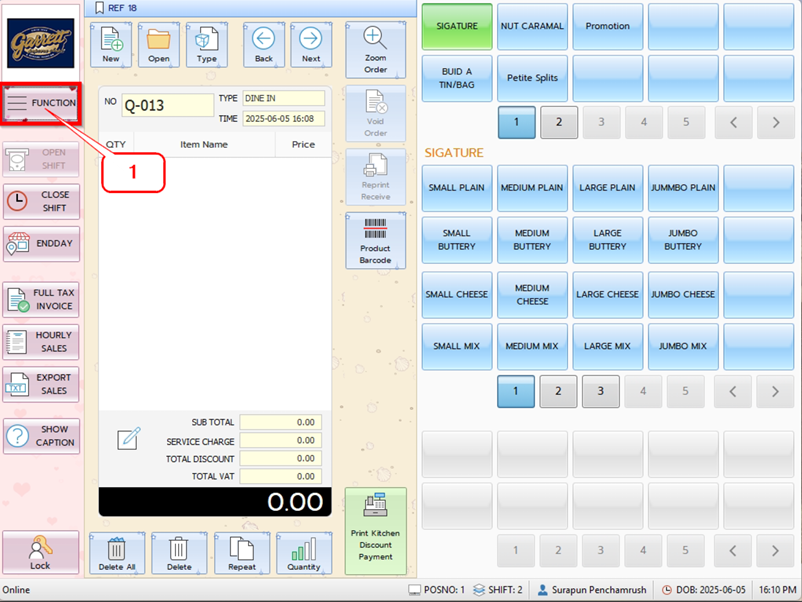 REF 18
Garrett
FUNCTION
1
OPEN
SHIFT
CLOSE
SHIFT
ENDDAY
FULL TAX
INVOICE
HOURLY
SALES
TXT
EXPORT
SALES
?
SHOW
CAPTION
Lock
New
Open
Type
Back
Next
NO Q-013
TYPE DINE IN
TIME 2025-06-05 16:08
QTY Item Name Price
SUB TOTAL 0.00
SERVICE CHARGE 0.00
TOTAL DISCOUNT 0.00
TOTAL VAT 0.00
0.00
Delete All
Delete
Repeat
Quantity
Zoom
Order
Void
Order
Reprint
Receive
Product
Barcode
Print Kitchen
Discount
Payment
SIGATURE
NUT CARAMAL
Promotion
BUID A
TIN/BAG
Petite Splits
1 2 3 4 5 < >
SIGATURE
SMALL PLAIN
MEDIUM PLAIN
LARGE PLAIN
JUMMBO PLAIN
SMALL
BUTTERY
MEDIUM
BUTTERY
LARGE
BUTTERY
JUMBO
BUTTERY
SMALL CHEESE
MEDIUM
CHEESE
LARGE CHEESE
JUMBO CHEESE
SMALL MIX
MEDIUM MIX
LARGE MIX
JUMBO MIX
1 2 3 4 5 < >
1 2 3 4 5 < >
Online
POSNO: 1
SHIFT: 2
Surapun Penchamrush
DOB: 2025-06-05
16:10 PM